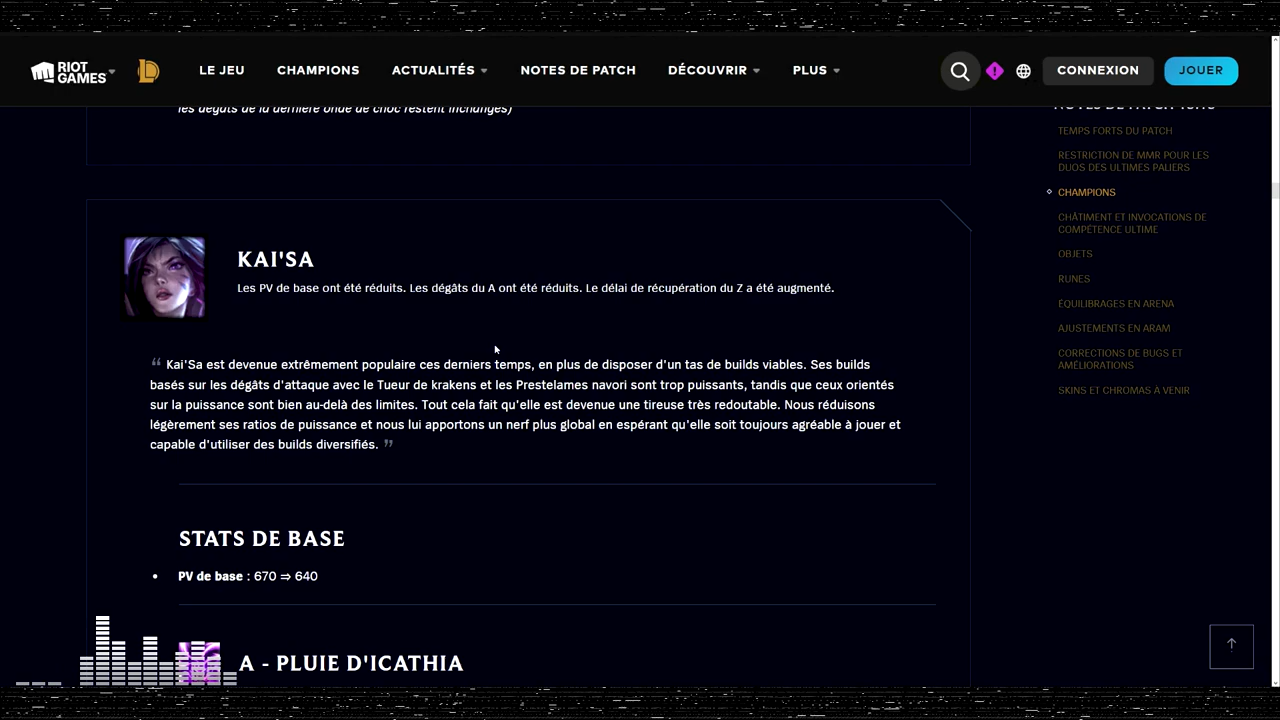 RIOT
GAMES
LE JEU
CHAMPIONS
ACTUALITÉS
NOTES DE PATCH
DÉCOUVRIR
PLUS
CONNEXION
JOUER
les dégâts de la dernière onde de choc restent inchangés)
TEMPS FORTS DU PATCH
RESTRICTION DE MMR POUR LES
DUOS DES ULTIMES PALIERS
CHAMPIONS
CHÂTIMENT ET INVOCATIONS DE
COMPÉTENCE ULTIME
OBJETS
RUNES
ÉQUILIBRAGES EN ARENA
AJUSTEMENTS EN ARAM
CORRECTIONS DE BUGS ET
AMÉLIORATIONS
SKINS ET CHROMAS À VENIR
KAI'SA
Les PV de base ont été réduits. Les dégâts du A ont été réduits. Le délai de récupération du Z a été augmenté.
“ Kai'Sa est devenue extrêmement populaire ces derniers temps, en plus de disposer d'un tas de builds viables. Ses builds
basés sur les dégâts d'attaque avec le Tueur de krakens et les Prestelames navori sont trop puissants, tandis que ceux orientés
sur la puissance sont bien au-delà des limites. Tout cela fait qu'elle est devenue une tireuse très redoutable. Nous réduisons
légèrement ses ratios de puissance et nous lui apportons un nerf plus global en espérant qu'elle soit toujours agréable à jouer et
capable d'utiliser des builds diversifiés. ”
STATS DE BASE
• PV de base : 670 ⇒ 640
A - PLUIE D'ICATHIA